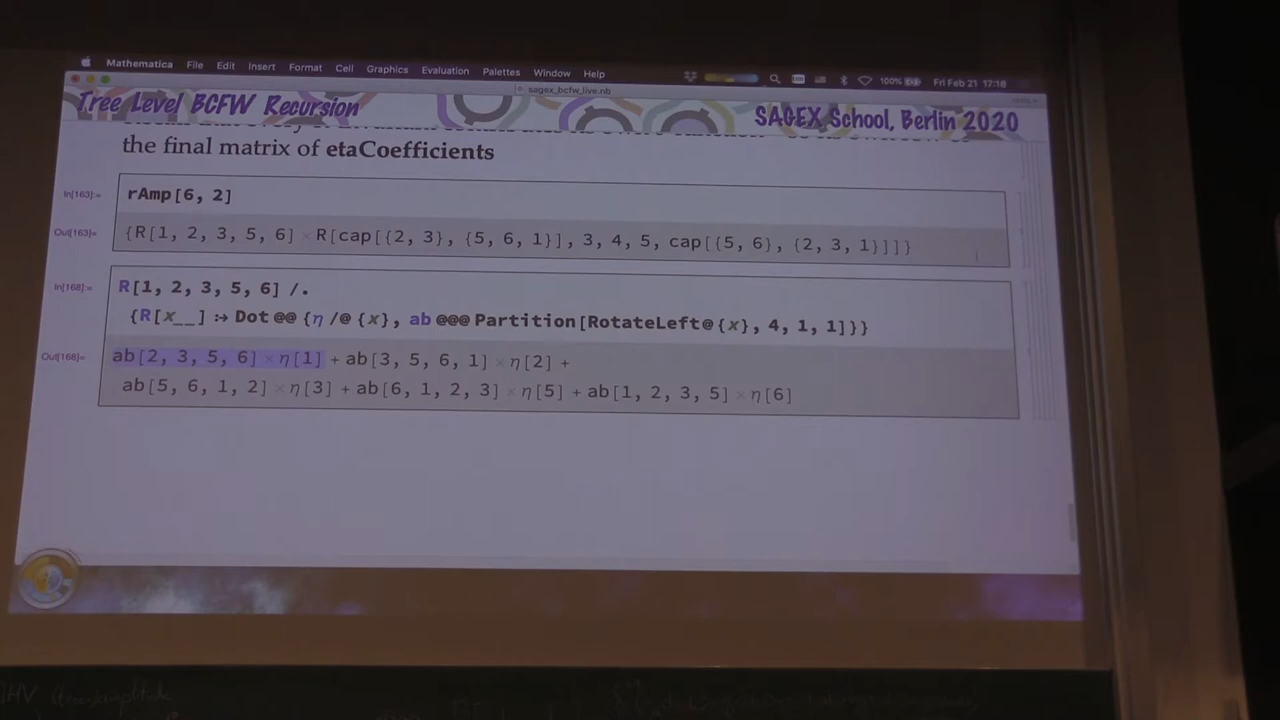 Mathematica File Edit Insert Format Cell Graphics Evaluation Palettes Window Help 100% Fri Feb 21 17:18
sagex_bcfw_live.nb
Tree Level BCFW Recursion SAGEX School, Berlin 2020
the final matrix of etaCoefficients
In[163]:= rAmp[6, 2]
Out[163]= {R[1, 2, 3, 5, 6] × R[cap[{2, 3}, {5, 6, 1}], 3, 4, 5, cap[{5, 6}, {2, 3, 1}]]}
In[168]:= R[1, 2, 3, 5, 6] /.
{R[x__] :→ Dot @@ {η /@ {x}, ab @@@ Partition[RotateLeft@{x}, 4, 1, 1]}}
Out[168]= ab[2, 3, 5, 6] × η[1] + ab[3, 5, 6, 1] × η[2] +
ab[5, 6, 1, 2] × η[3] + ab[6, 1, 2, 3] × η[5] + ab[1, 2, 3, 5] × η[6]